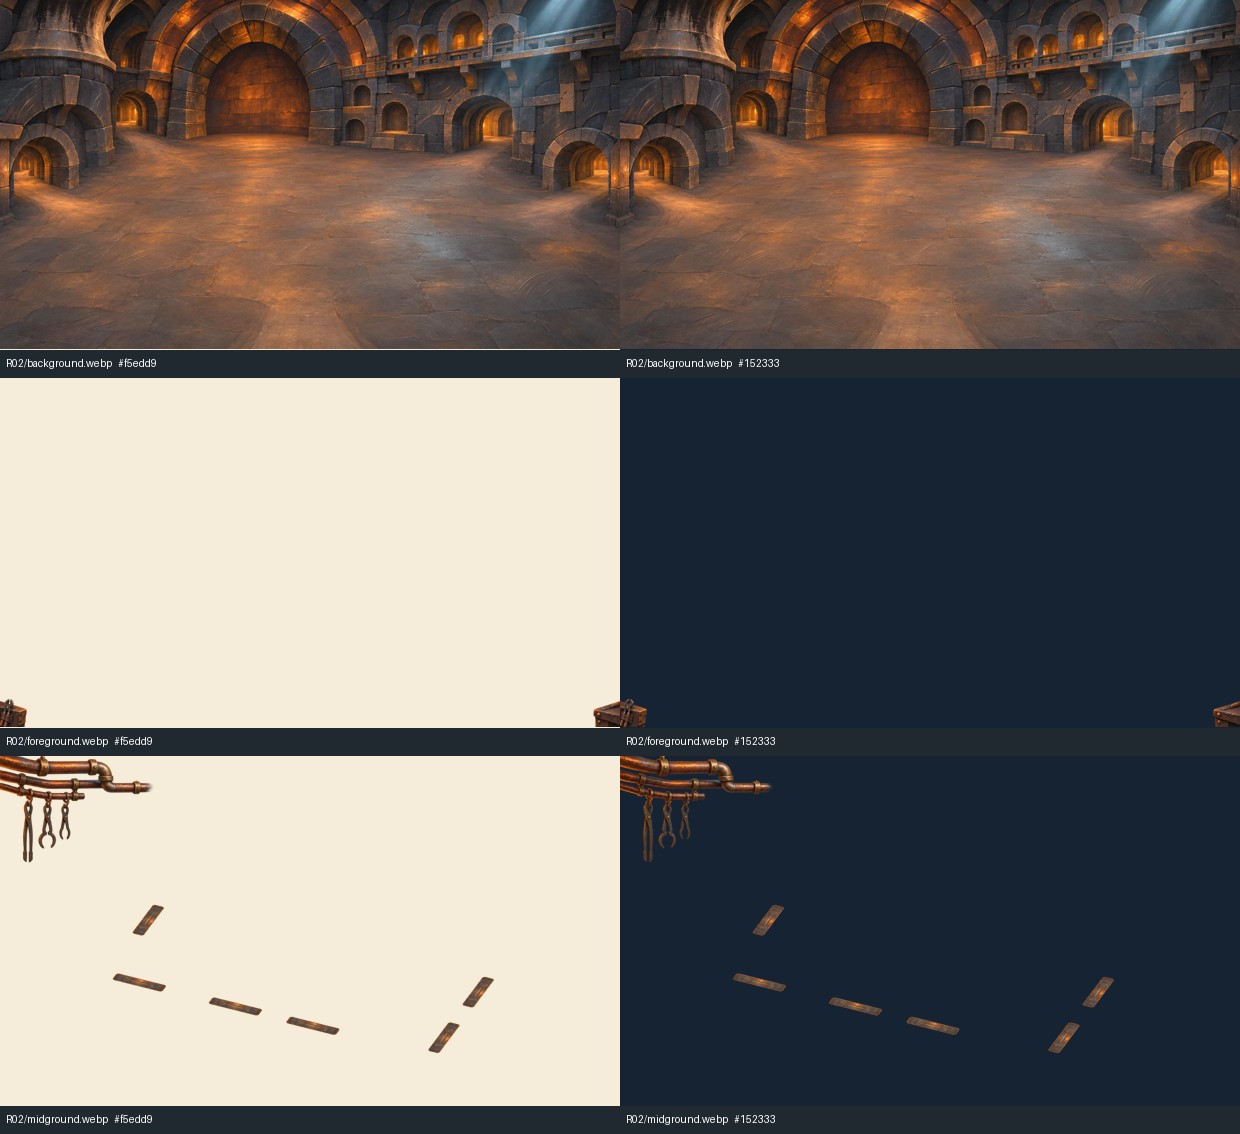 R02/background.webp #f5edd9
R02/background.webp #152333
R02/foreground.webp #f5edd9
R02/foreground.webp #152333
R02/midground.webp #f5edd9
R02/midground.webp #152333